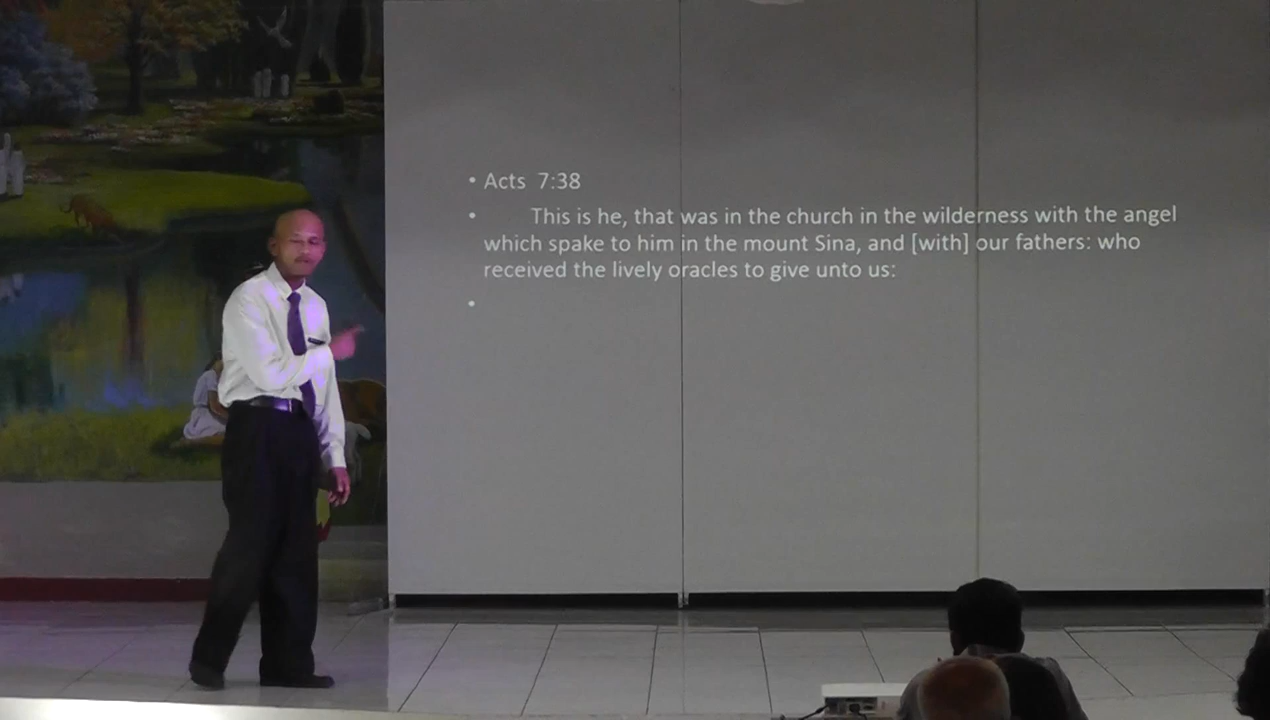 • Acts  7:38
• This is he, that was in the church in the wilderness with the angel
which spake to him in the mount Sina, and [with] our fathers: who
received the lively oracles to give unto us:
•